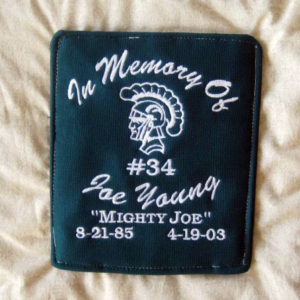 In Memory Of
#34
Joe Young
"MIGHTY JOE"
8-21-85 4-19-03